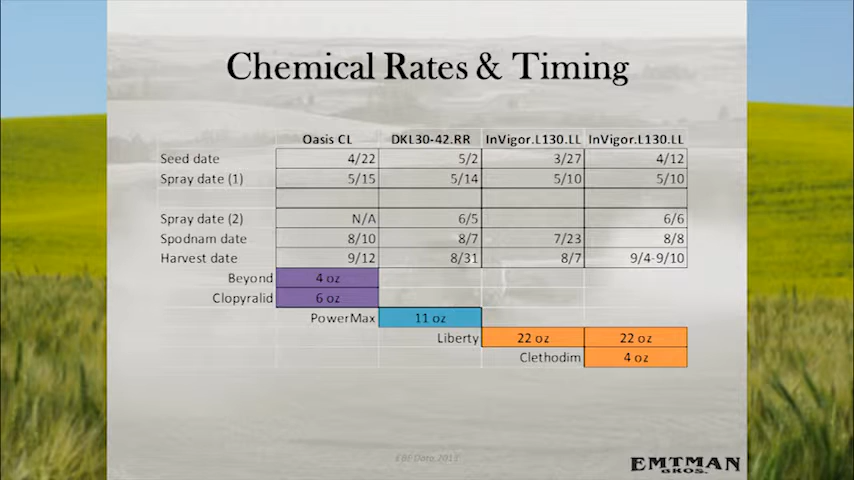 Chemical Rates & Timing
Oasis CL DKL30-42.RR InVigor.L130.LL InVigor.L130.LL
Seed date 4/22 5/2 3/27 4/12
Spray date (1) 5/15 5/14 5/10 5/10
Spray date (2) N/A 6/5 6/6
Spodnam date 8/10 8/7 7/23 8/8
Harvest date 9/12 8/31 8/7 9/4-9/10
Beyond 4 oz
Clopyralid 6 oz
PowerMax 11 oz
Liberty 22 oz 22 oz
Clethodim 4 oz
EBF Data 2013
EMTMAN
BROS.